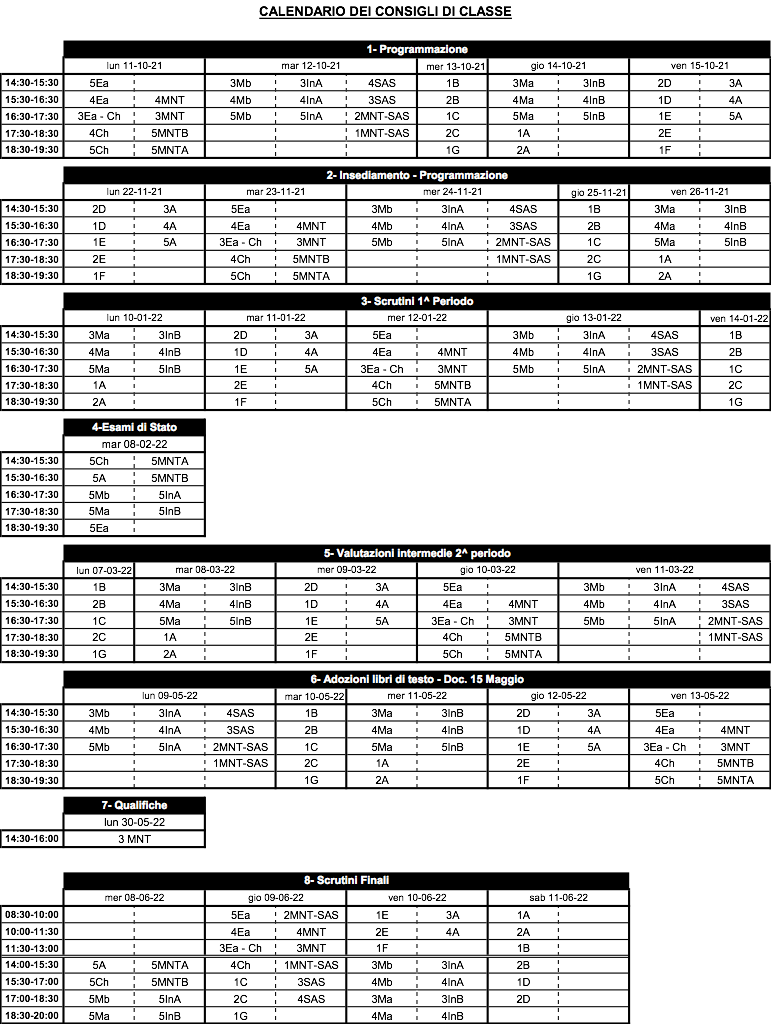 CALENDARIO DEI CONSIGLI DI CLASSE
1- Programmazione
lun 11-10-21 mar 12-10-21 mer 13-10-21 gio 14-10-21 ven 15-10-21
14:30-15:30 5Ea 3Mb 3InA 4SAS 1B 3Ma 3InB 2D 3A
15:30-16:30 4Ea 4MNT 4Mb 4InA 3SAS 2B 4Ma 4InB 1D 4A
16:30-17:30 3Ea - Ch 3MNT 5Mb 5InA 2MNT-SAS 1C 5Ma 5InB 1E 5A
17:30-18:30 4Ch 5MNTB 1MNT-SAS 2C 1A 2E
18:30-19:30 5Ch 5MNTA 1G 2A 1F
2- Insediamento - Programmazione
lun 22-11-21 mar 23-11-21 mer 24-11-21 gio 25-11-21 ven 26-11-21
14:30-15:30 2D 3A 5Ea 3Mb 3InA 4SAS 1B 3Ma 3InB
15:30-16:30 1D 4A 4Ea 4MNT 4Mb 4InA 3SAS 2B 4Ma 4InB
16:30-17:30 1E 5A 3Ea - Ch 3MNT 5Mb 5InA 2MNT-SAS 1C 5Ma 5InB
17:30-18:30 2E 4Ch 5MNTB 1MNT-SAS 2C 1A
18:30-19:30 1F 5Ch 5MNTA 1G 2A
3- Scrutini 1^ Periodo
lun 10-01-22 mar 11-01-22 mer 12-01-22 gio 13-01-22 ven 14-01-22
14:30-15:30 3Ma 3InB 2D 3A 5Ea 3Mb 3InA 4SAS 1B
15:30-16:30 4Ma 4InB 1D 4A 4Ea 4MNT 4Mb 4InA 3SAS 2B
16:30-17:30 5Ma 5InB 1E 5A 3Ea - Ch 3MNT 5Mb 5InA 2MNT-SAS 1C
17:30-18:30 1A 2E 4Ch 5MNTB 1MNT-SAS 2C
18:30-19:30 2A 1F 5Ch 5MNTA 1G
4-Esami di Stato
mar 08-02-22
14:30-15:30 5Ch 5MNTA
15:30-16:30 5A 5MNTB
16:30-17:30 5Mb 5InA
17:30-18:30 5Ma 5InB
18:30-19:30 5Ea
5- Valutazioni Intermedie 2^ periodo
lun 07-03-22 mar 08-03-22 mer 09-03-22 gio 10-03-22 ven 11-03-22
14:30-15:30 1B 3Ma 3InB 2D 3A 5Ea 3Mb 3InA 4SAS
15:30-16:30 2B 4Ma 4InB 1D 4A 4Ea 4MNT 4Mb 4InA 3SAS
16:30-17:30 1C 5Ma 5InB 1E 5A 3Ea - Ch 3MNT 5Mb 5InA 2MNT-SAS
17:30-18:30 2C 1A 2E 4Ch 5MNTB 1MNT-SAS
18:30-19:30 1G 2A 1F 5Ch 5MNTA
6- Adozioni libri di testo - Doc. 15 Maggio
lun 09-05-22 mar 10-05-22 mer 11-05-22 gio 12-05-22 ven 13-05-22
14:30-15:30 3Mb 3InA 4SAS 1B 3Ma 3InB 2D 3A 5Ea
15:30-16:30 4Mb 4InA 3SAS 2B 4Ma 4InB 1D 4A 4Ea 4MNT
16:30-17:30 5Mb 5InA 2MNT-SAS 1C 5Ma 5InB 1E 5A 3Ea - Ch 3MNT
17:30-18:30 1MNT-SAS 2C 1A 2E 4Ch 5MNTB
18:30-19:30 1G 2A 1F 5Ch 5MNTA
7- Qualifiche
lun 30-05-22
14:30-16:00 3 MNT
8- Scrutini Finali
mer 08-06-22 gio 09-06-22 ven 10-06-22 sab 11-06-22
08:30-10:00 5Ea 2MNT-SAS 1E 3A 1A
10:00-11:30 4Ea 4MNT 2E 4A 2A
11:30-13:00 3Ea - Ch 3MNT 1F 1B
14:00-15:30 5A 5MNTA 4Ch 1MNT-SAS 3Mb 3InA 2B
15:30-17:00 5Ch 5MNTB 1C 3SAS 4Mb 4InA 1D
17:00-18:30 5Mb 5InA 2C 4SAS 3Ma 3InB 2D
18:30-20:00 5Ma 5InB 1G 4Ma 4InB